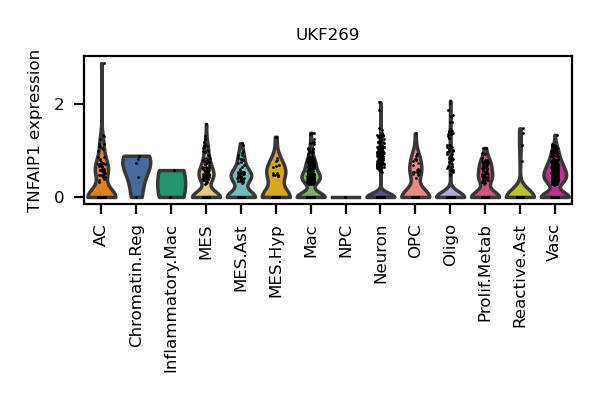 UKF269
TNFAIP1 expression
2
0
AC
Chromatin.Reg
Inflammatory.Mac
MES
MES.Ast
MES.Hyp
Mac
NPC
Neuron
OPC
Oligo
Prolif.Metab
Reactive.Ast
Vasc